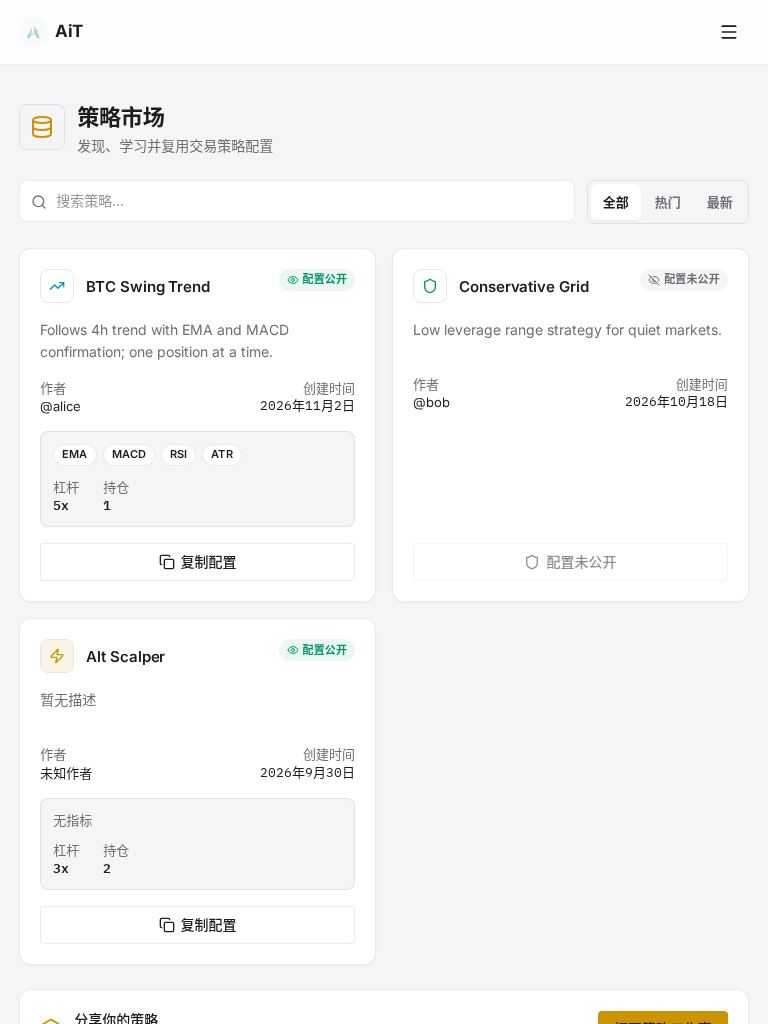 AiT
策略市场
发现、学习并复用交易策略配置
搜索策略...
全部 热门 最新
BTC Swing Trend
配置公开
Follows 4h trend with EMA and MACD
confirmation; one position at a time.
作者 创建时间
@alice 2026年11月2日
EMA MACD RSI ATR
杠杆 持仓
5x 1
复制配置
Conservative Grid
配置未公开
Low leverage range strategy for quiet markets.
作者 创建时间
@bob 2026年10月18日
配置未公开
Alt Scalper
配置公开
暂无描述
作者 创建时间
未知作者 2026年9月30日
无指标
杠杆 持仓
3x 2
复制配置
分享你的策略